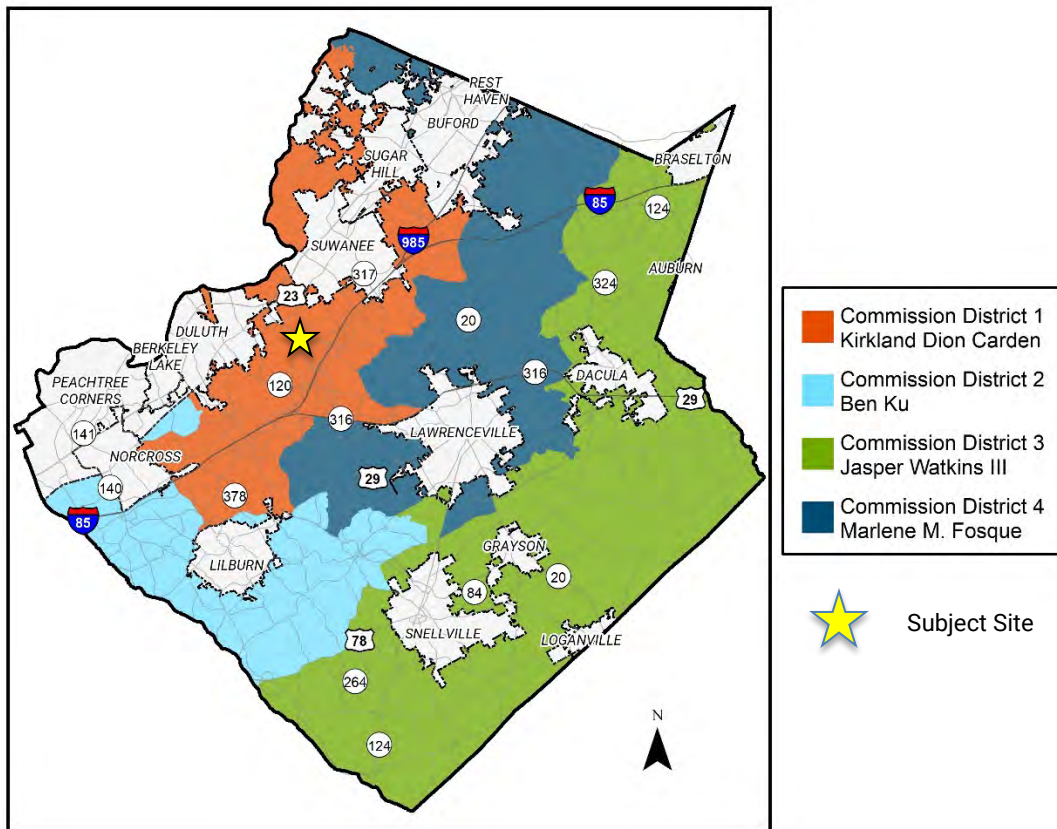 REST
HAVEN
BUFORD
BRASELTON
SUGAR
HILL
85
124
985
SUWANEE
317
AUBURN
324
23
20
DULUTH
BERKELEY
LAKE
120
316
DACULA
PEACHTREE
CORNERS
29
316
LAWRENCEVILLE
141
NORCROSS
29
140
378
85
GRAYSON
LILBURN
20
84
SNELLVILLE
LOGANVILLE
78
264
124
N
Commission District 1
Kirkland Dion Carden
Commission District 2
Ben Ku
Commission District 3
Jasper Watkins III
Commission District 4
Marlene M. Fosque
Subject Site